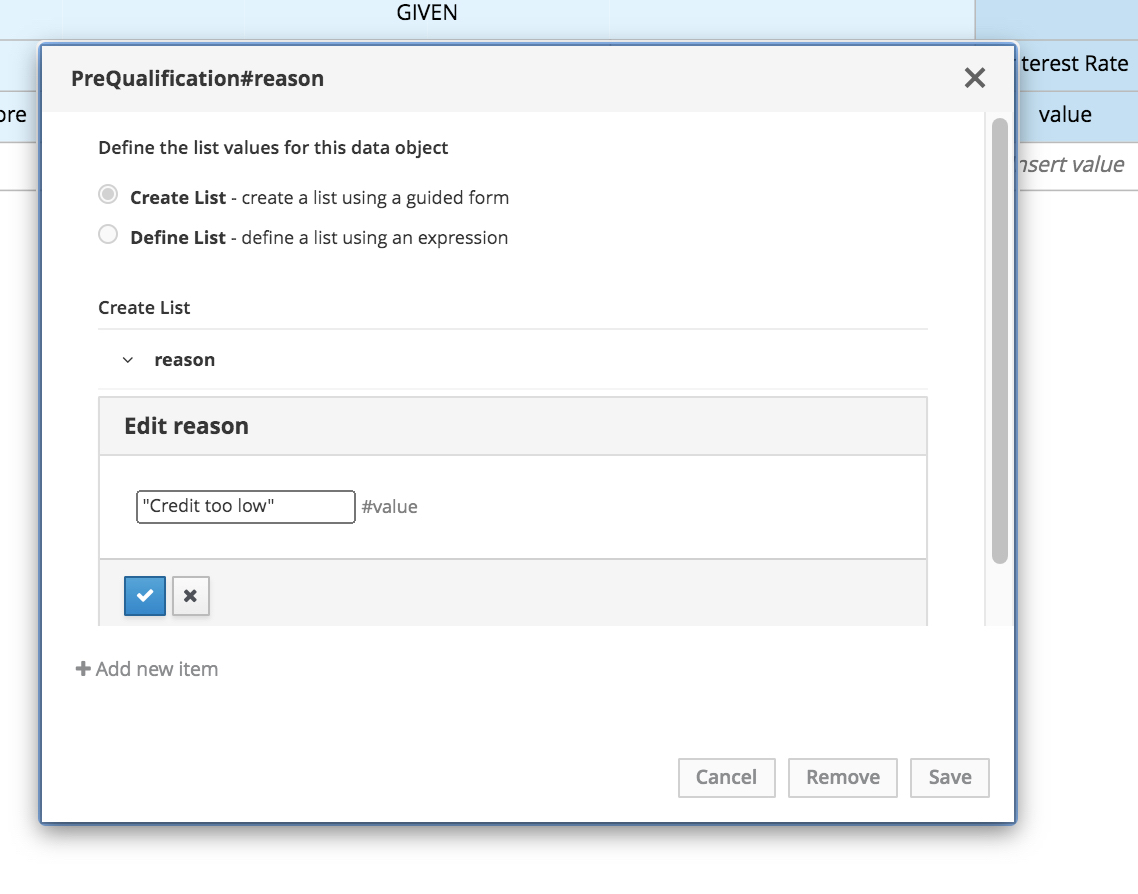 GIVEN
PreQualification#reason
terest Rate
ore
value
nsert value
Define the list values for this data object
Create List - create a list using a guided form
Define List - define a list using an expression
Create List
reason
Edit reason
"Credit too low" #value
Add new item
Cancel Remove Save